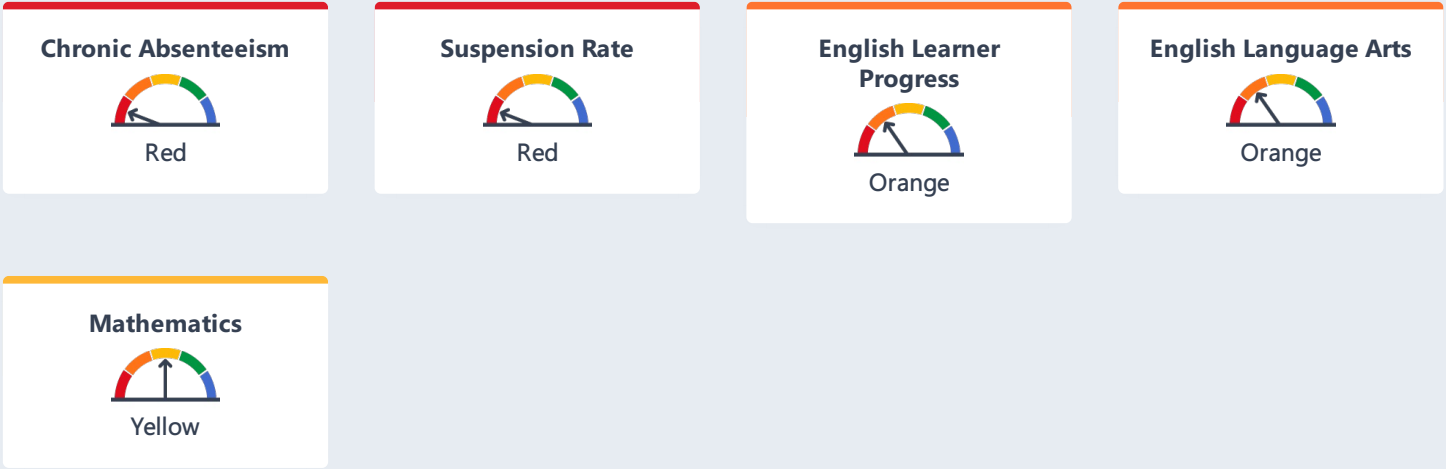 Chronic Absenteeism
Red
Suspension Rate
Red
English Learner
Progress
Orange
English Language Arts
Orange
Mathematics
Yellow